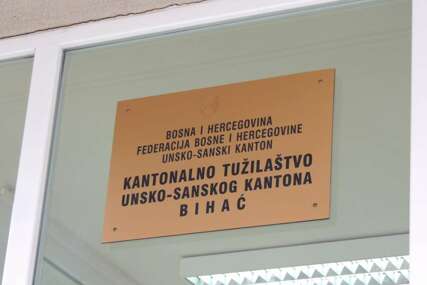 BOSNA I HERCEGOVINA
FEDERACIJA BOSNE I HERCEGOVINE
UNSKO-SANSKI KANTON
KANTONALNO TUŽILAŠTVO
UNSKO-SANSKOG KANTONA
BIHAĆ